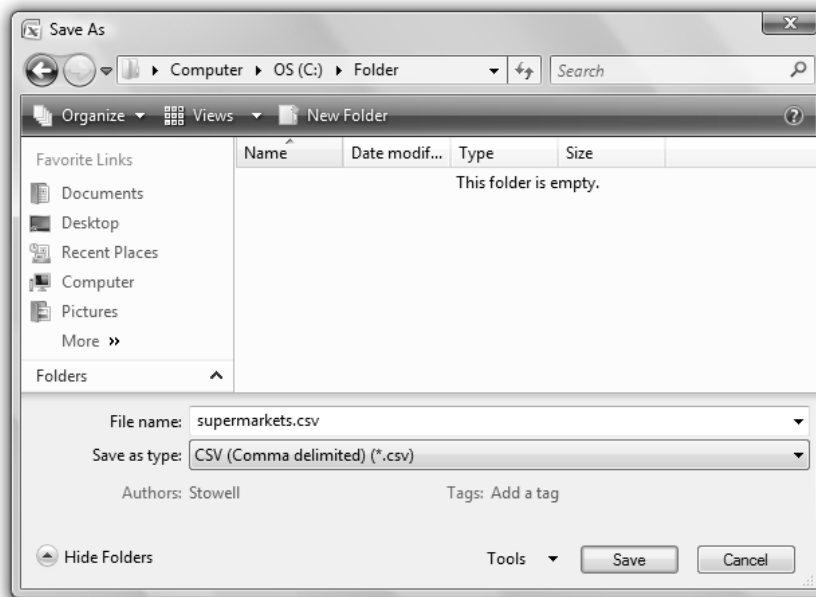 Save As
Computer OS (C:) Folder Search
Organize Views New Folder
Favorite Links
Documents
Desktop
Recent Places
Computer
Pictures
More »
Folders
Name Date modif... Type Size
This folder is empty.
File name: supermarkets.csv
Save as type: CSV (Comma delimited) (*.csv)
Authors: Stowell Tags: Add a tag
Hide Folders Tools Save Cancel